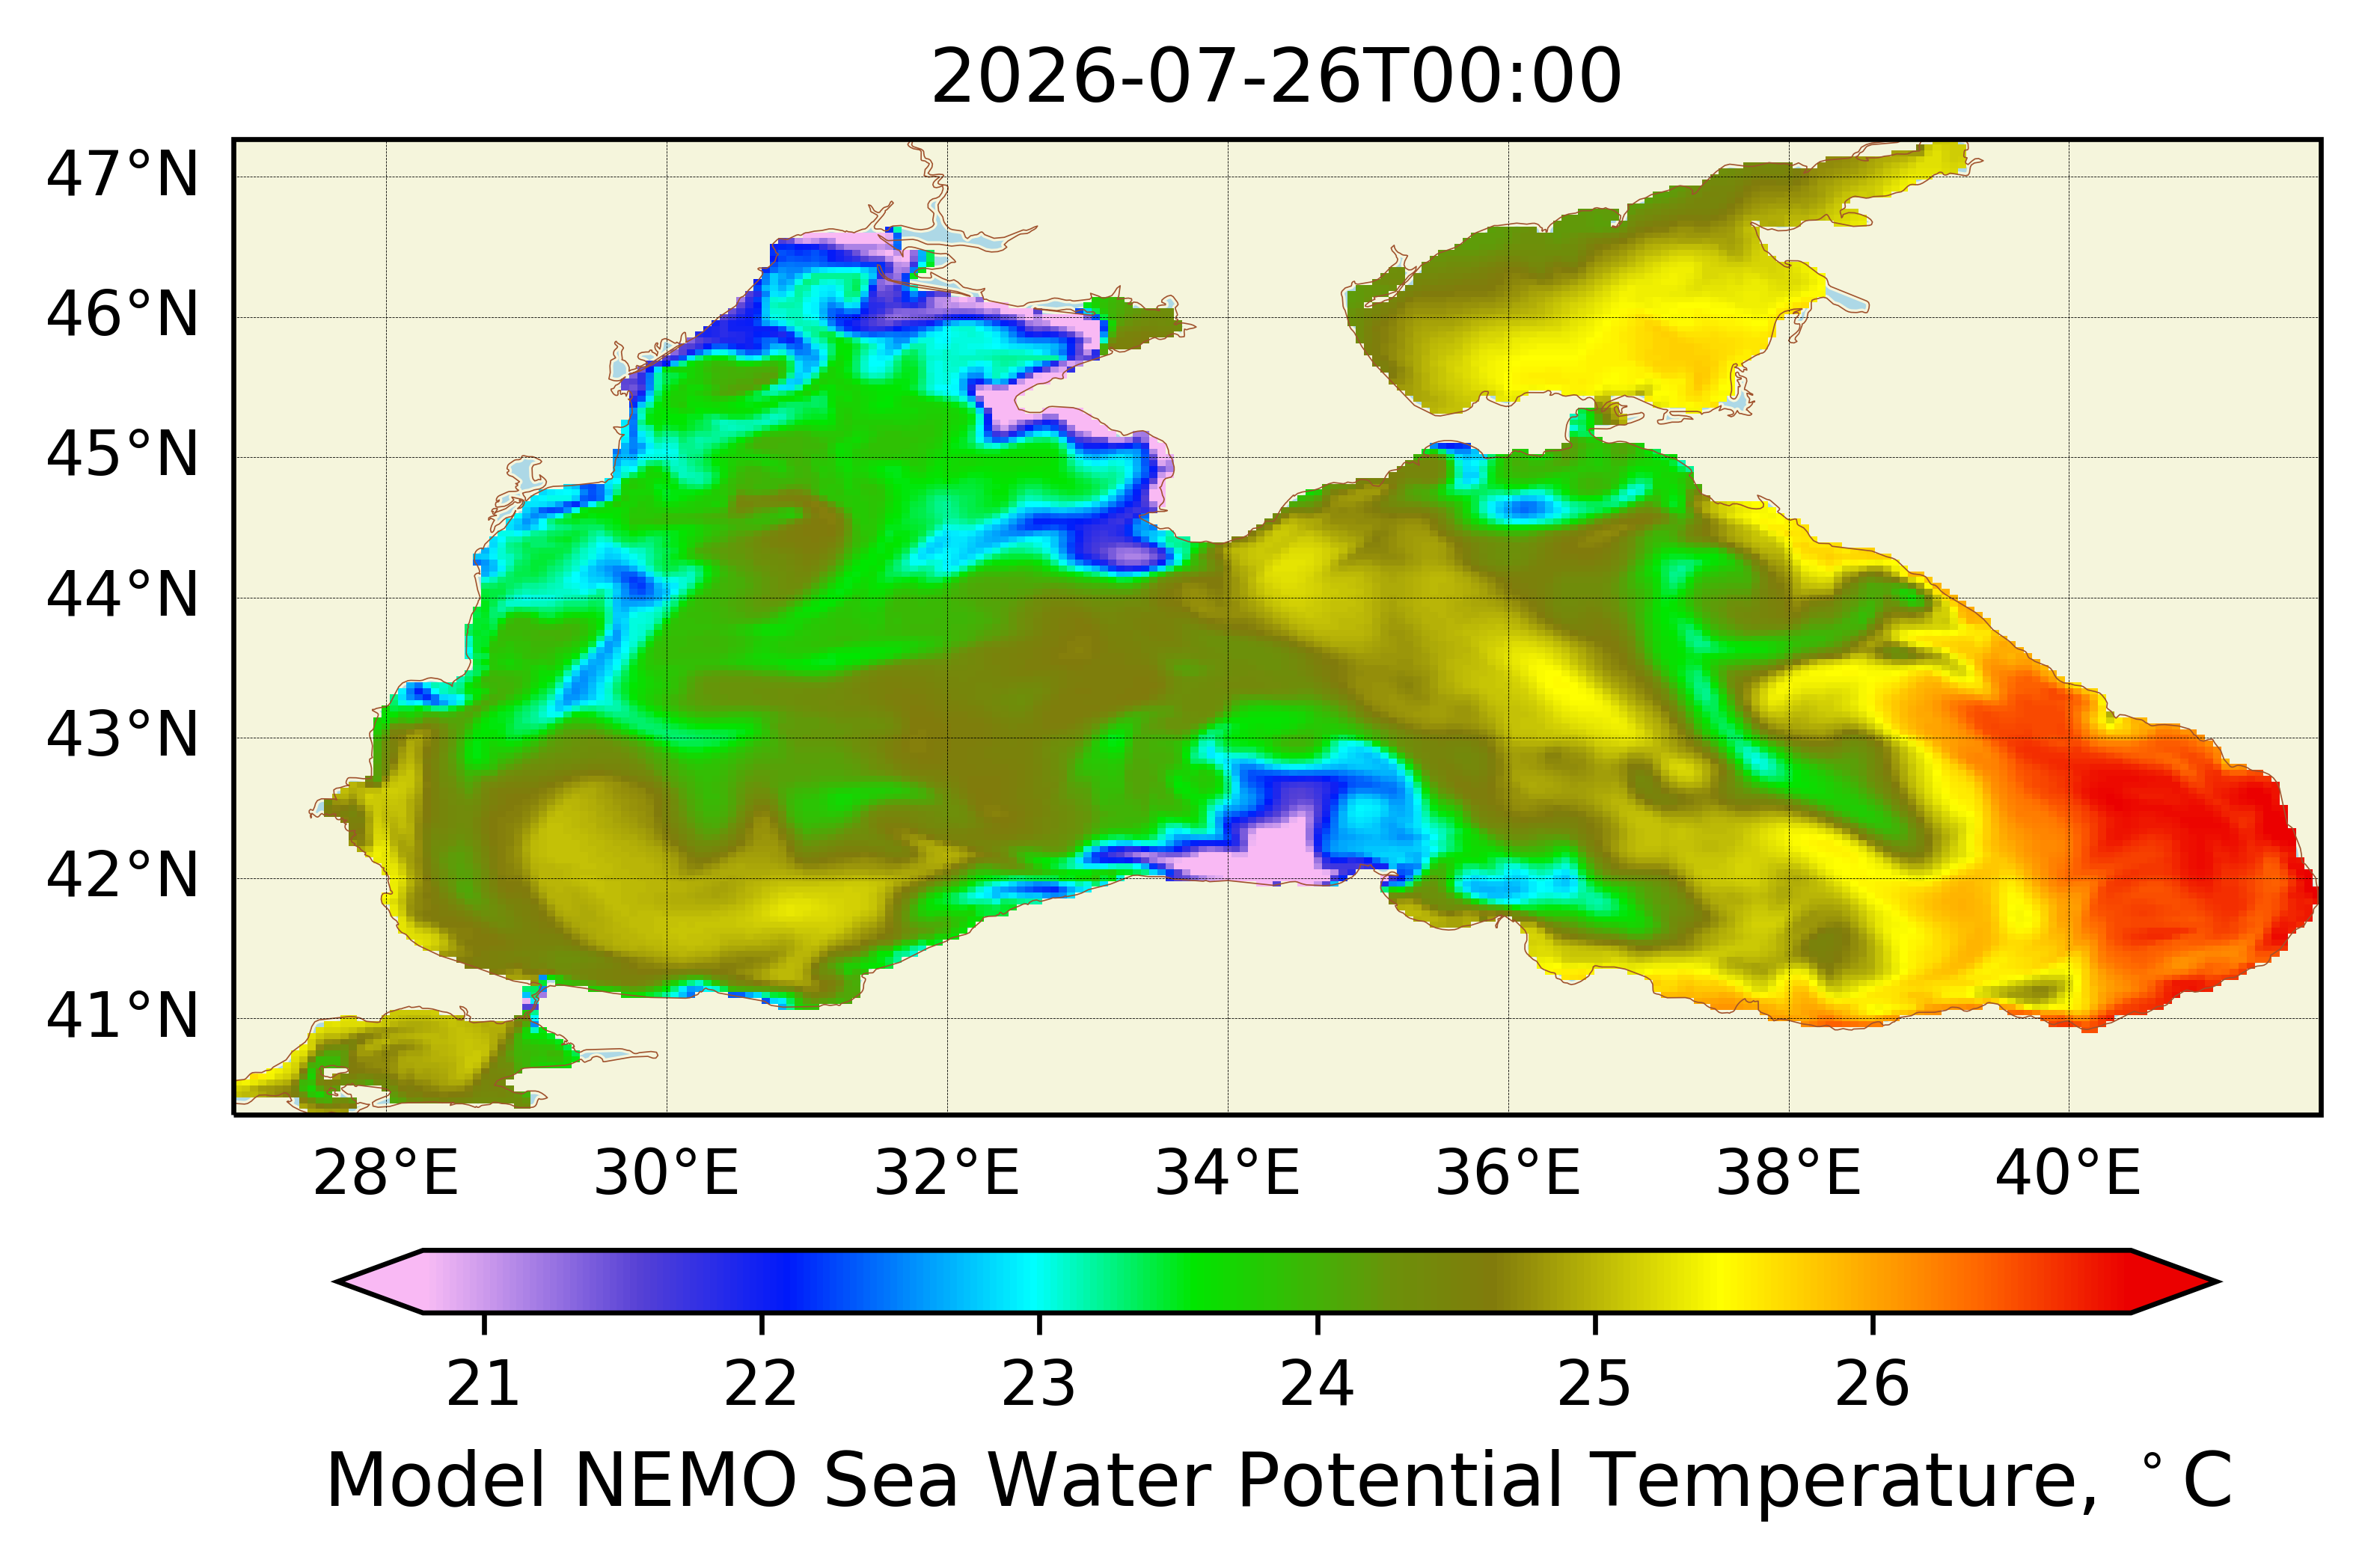 2026-07-26T00:00
47°N
46°N
45°N
44°N
43°N
42°N
41°N
28°E 30°E 32°E 34°E 36°E 38°E 40°E
21 22 23 24 25 26
Model NEMO Sea Water Potential Temperature, °C